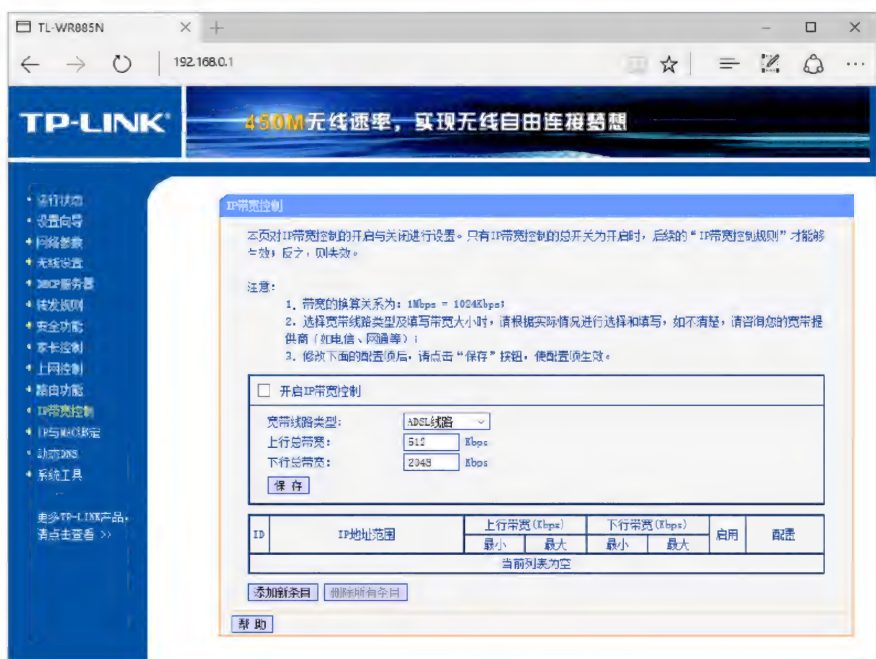 TL-WR885N
192.168.0.1
TP-LINK
450M无线速率，实现无线自由连接梦想
运行状态
设置向导
网络参数
无线设置
DHCP服务器
转发规则
安全功能
家长控制
上网控制
路由功能
IP带宽控制
IP与MAC绑定
动态DNS
系统工具
更多TP-LINK产品，
请点击查看 >>
IP带宽控制
本页对IP带宽控制的开启与关闭进行设置。只有IP带宽控制的总开关为开启时，后续的“IP带宽控制规则”才能够
生效；反之，则失效。
注意：
1、带宽的换算关系为：1Mbps = 1024Kbps；
2、选择宽带线路类型及填写带宽大小时，请根据实际情况进行选择和填写，如不清楚，请咨询您的宽带提
供商（如电信、网通等）；
3、修改下面的配置项后，请点击“保存”按钮，使配置项生效。
开启IP带宽控制
宽带线路类型： ADSL线路
上行总带宽： 512 Kbps
下行总带宽： 2048 Kbps
保 存
ID IP地址范围 上行带宽(Kbps) 下行带宽(Kbps) 启用 配置
最小 最大 最小 最大
当前列表为空
添加新条目 删除所有条目
帮 助